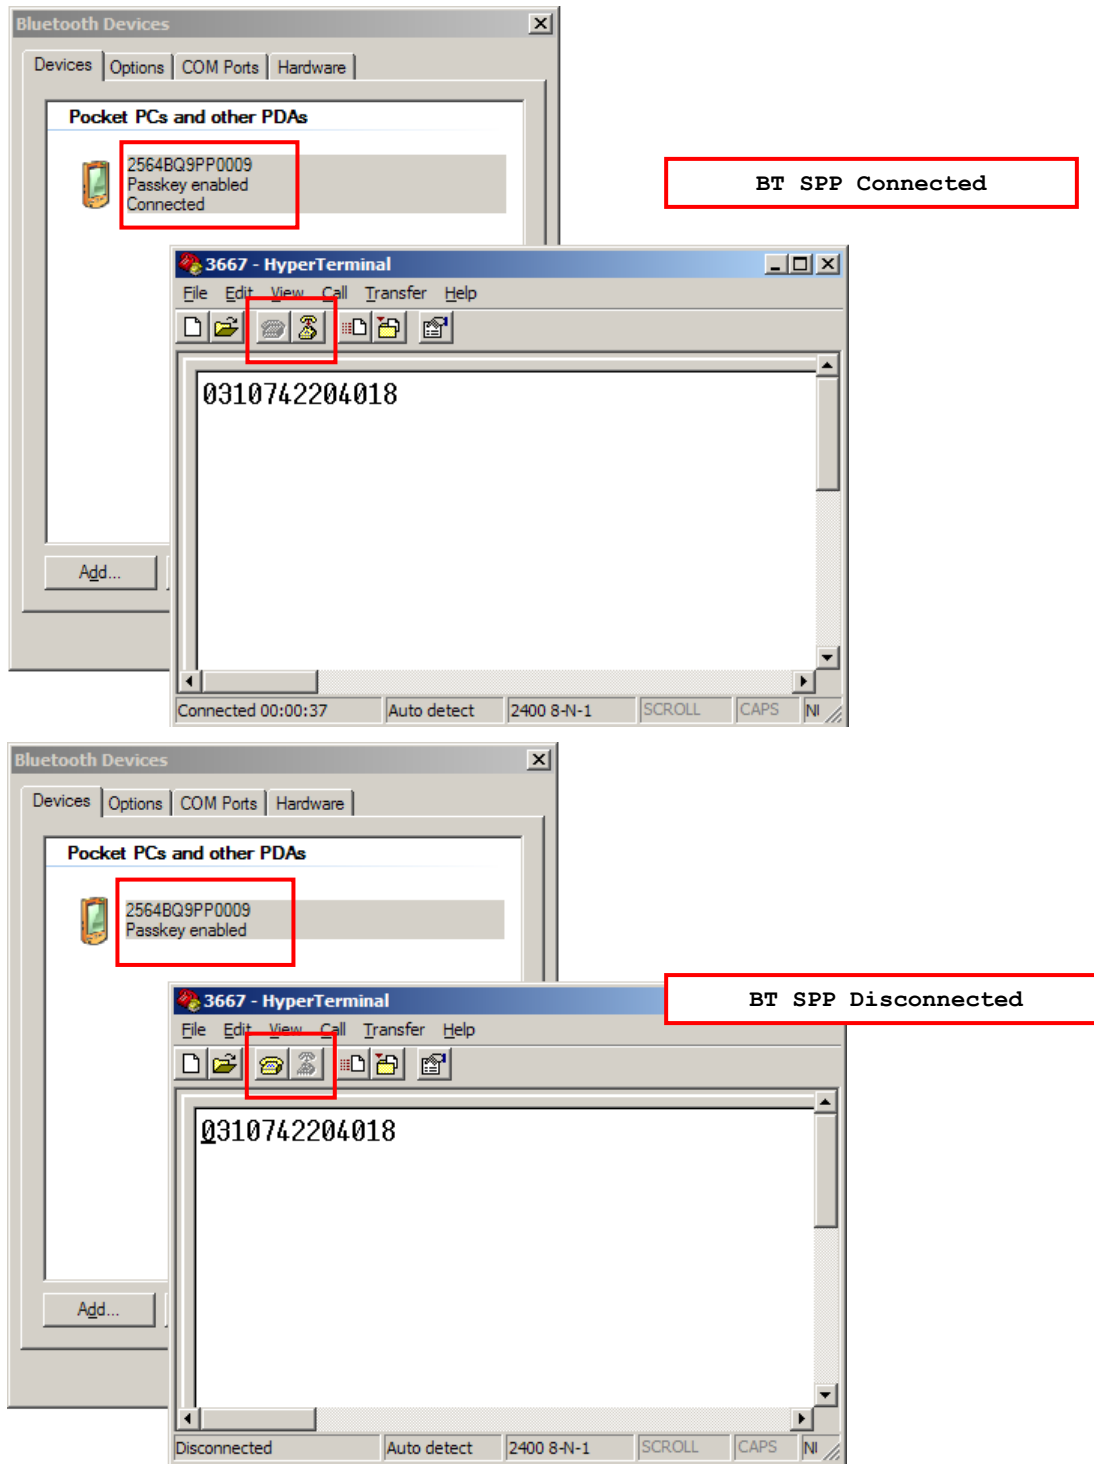 Bluetooth Devices
Devices Options COM Ports Hardware
Pocket PCs and other PDAs
2564BQ9PP0009
Passkey enabled
Connected
BT SPP Connected
3667 - HyperTerminal
File Edit View Call Transfer Help
0310742204018
Add...
Connected 00:00:37 Auto detect 2400 8-N-1 SCROLL CAPS
Bluetooth Devices
Devices Options COM Ports Hardware
Pocket PCs and other PDAs
2564BQ9PP0009
Passkey enabled
BT SPP Disconnected
3667 - HyperTerminal
File Edit View Call Transfer Help
0310742204018
Add...
Disconnected Auto detect 2400 8-N-1 SCROLL CAPS